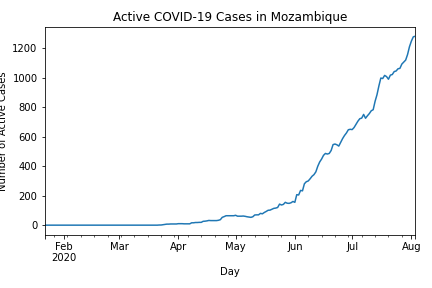 Active COVID-19 Cases in Mozambique
Number of Active Cases
1200
1000
800
600
400
200
0
Feb Mar Apr May Jun Jul Aug
2020
Day